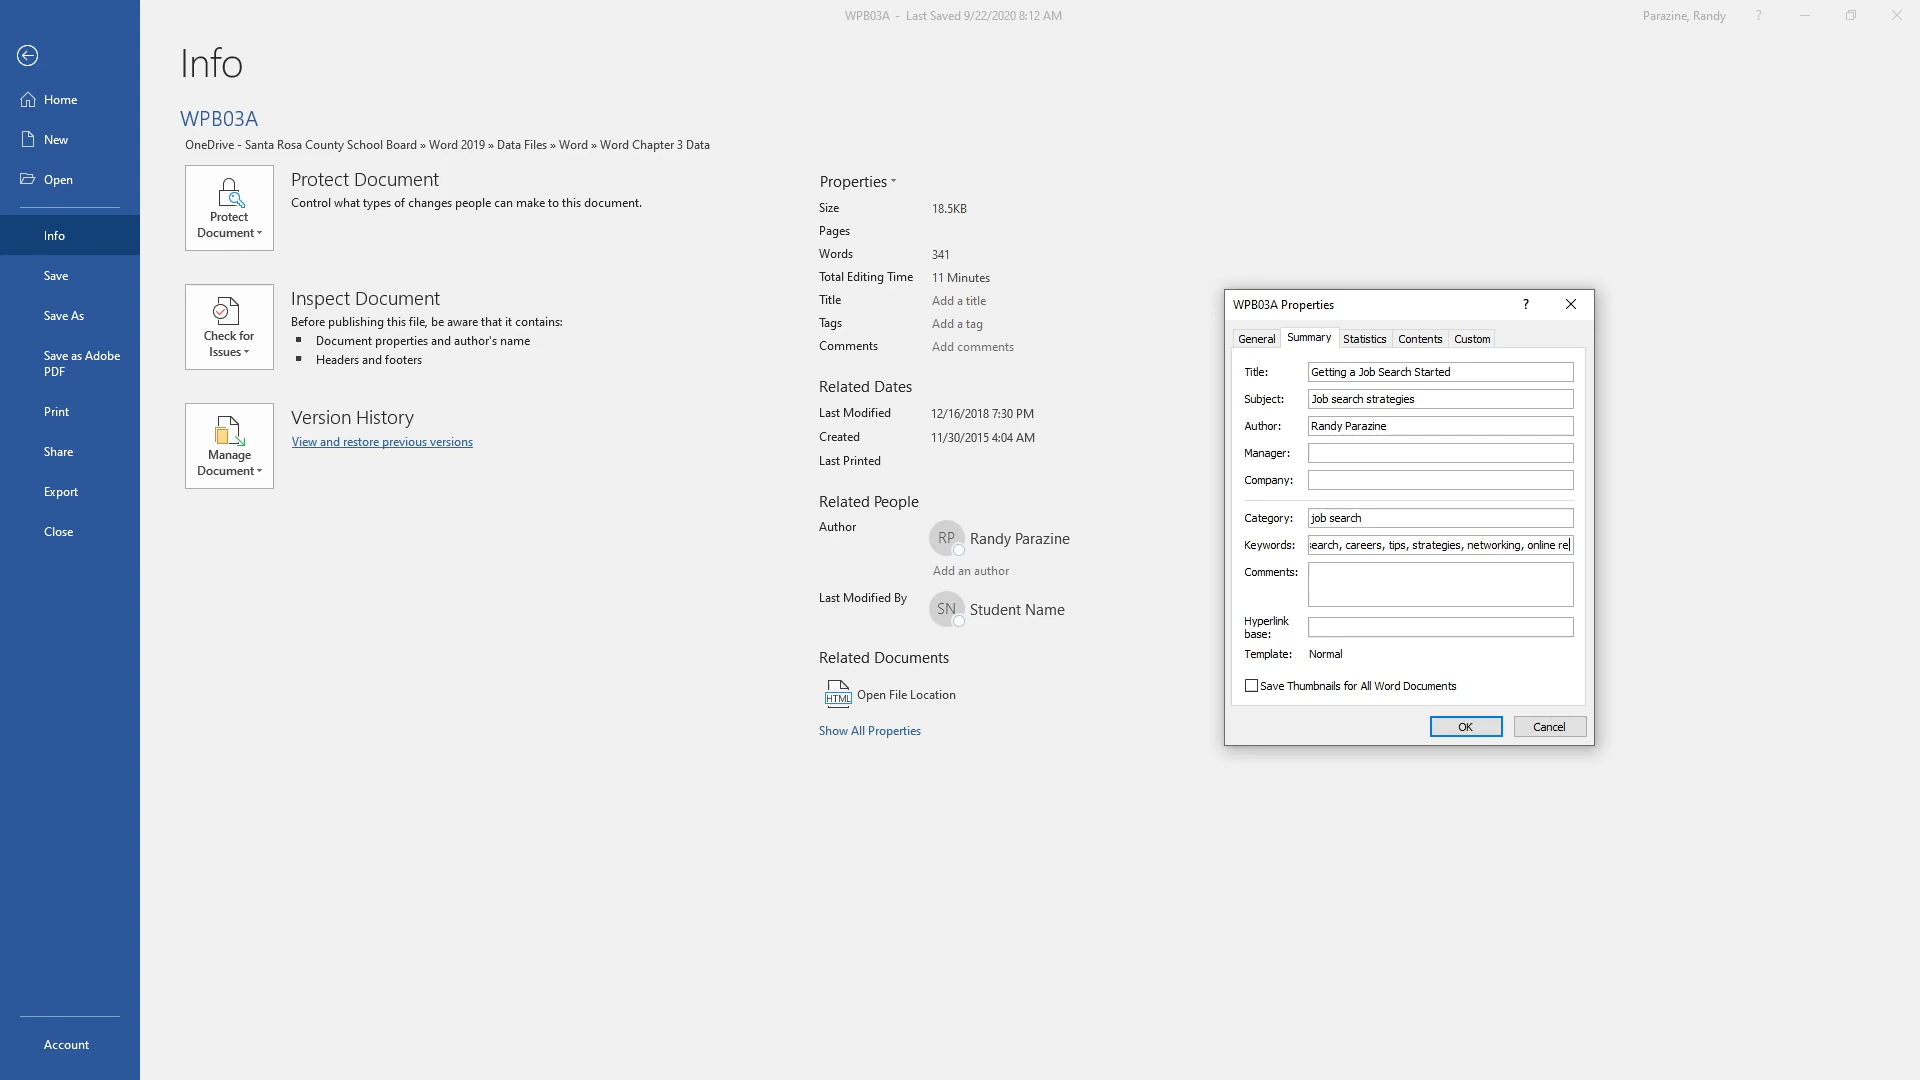 WPB03A - Last Saved 9/22/2020 8:12 AM
Parazine, Randy
?
Info
Home
New
Open
Info
Save
Save As
Save as Adobe
PDF
Print
Share
Export
Close
Account
WPB03A
OneDrive - Santa Rosa County School Board » Word 2019 » Data Files » Word » Word Chapter 3 Data
Protect
Document
Protect Document
Control what types of changes people can make to this document.
Check for
Issues
Inspect Document
Before publishing this file, be aware that it contains:
Document properties and author's name
Headers and footers
Manage
Document
Version History
View and restore previous versions
Properties
Size 18.5KB
Pages
Words 341
Total Editing Time 11 Minutes
Title Add a title
Tags Add a tag
Comments Add comments
Related Dates
Last Modified 12/16/2018 7:30 PM
Created 11/30/2015 4:04 AM
Last Printed
Related People
Author RP Randy Parazine
Add an author
Last Modified By SN Student Name
Related Documents
HTML Open File Location
Show All Properties
WPB03A Properties ?
General Summary Statistics Contents Custom
Title: Getting a Job Search Started
Subject: Job search strategies
Author: Randy Parazine
Manager:
Company:
Category: job search
Keywords: search, careers, tips, strategies, networking, online re
Comments:
Hyperlink
base:
Template: Normal
Save Thumbnails for All Word Documents
OK Cancel